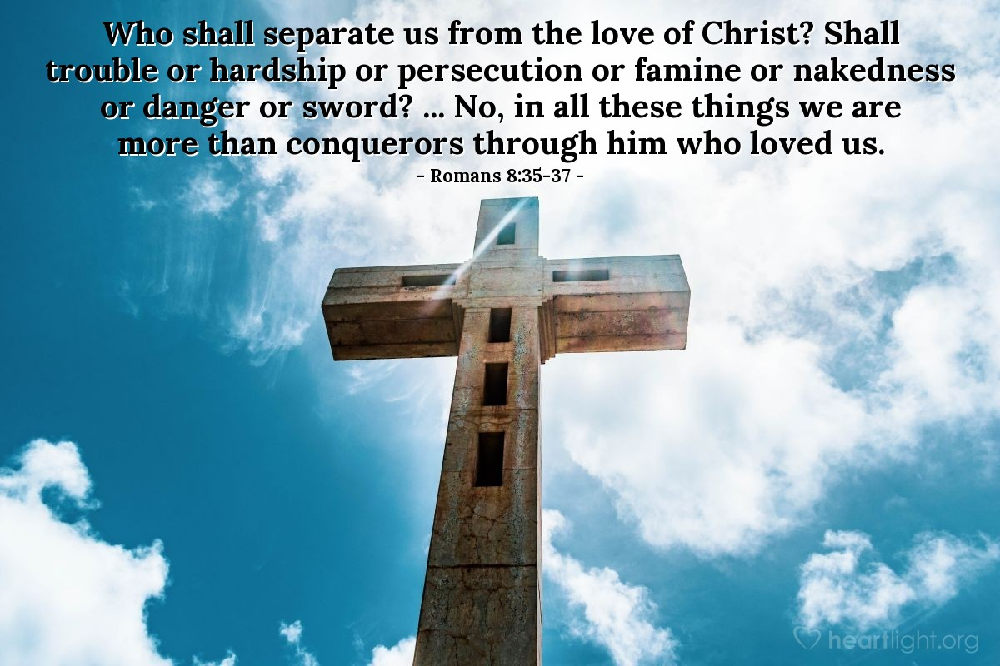 Who shall separate us from the love of Christ? Shall
trouble or hardship or persecution or famine or nakedness
or danger or sword? ... No, in all these things we are
more than conquerors through him who loved us.
- Romans 8:35-37 -
heartlight.org